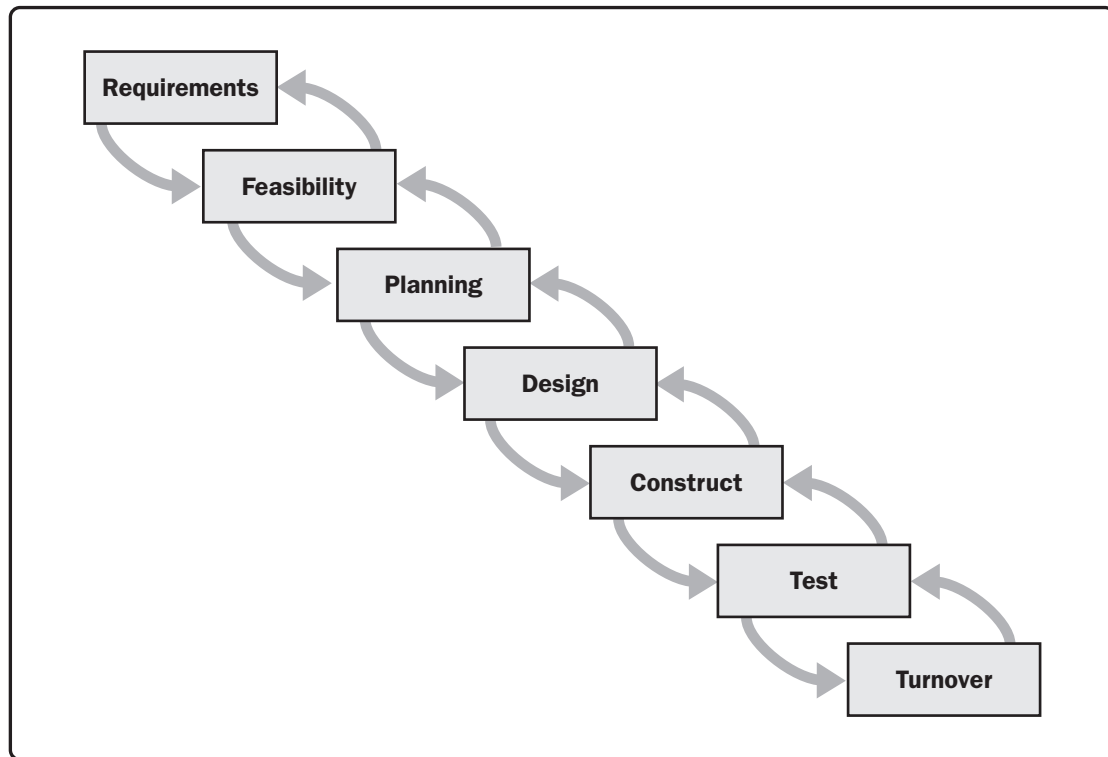 Requirements
Feasibility
Planning
Design
Construct
Test
Turnover